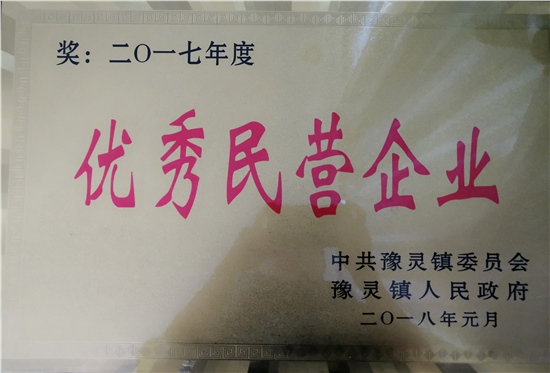 奖：二〇一七年度
优秀民营企业
中共豫灵镇委员会
豫灵镇人民政府
二〇一八年元月